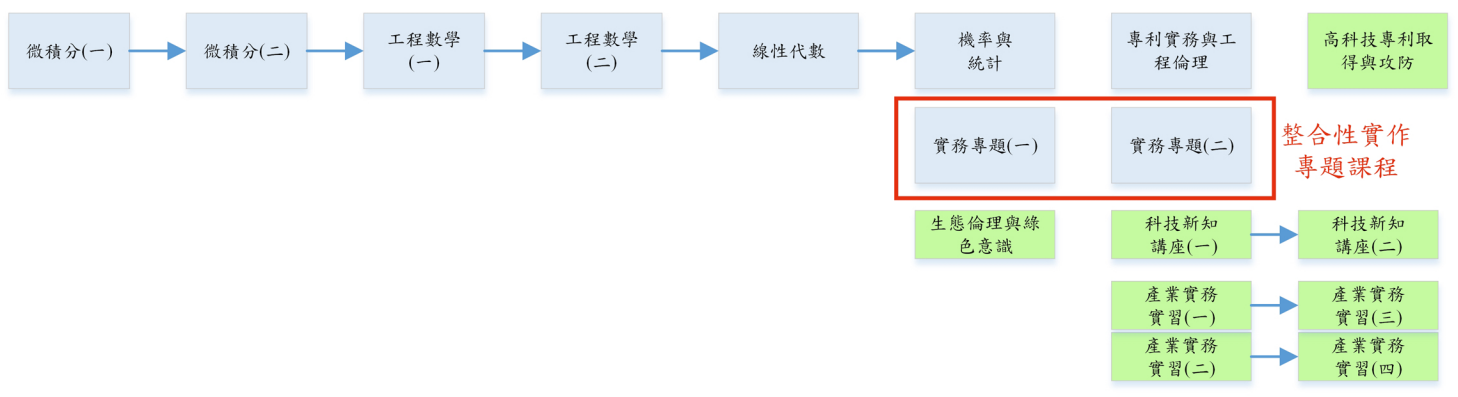 微積分(一)
微積分(二)
工程數學
(一)
工程數學
(二)
線性代數
機率與
統計
專利實務與工
程倫理
高科技專利取
得與攻防
實務專題(一)
實務專題(二)
整合性實作
專題課程
生態倫理與綠
色意識
科技新知
講座(一)
科技新知
講座(二)
產業實務
實習(一)
產業實務
實習(三)
產業實務
實習(二)
產業實務
實習(四)